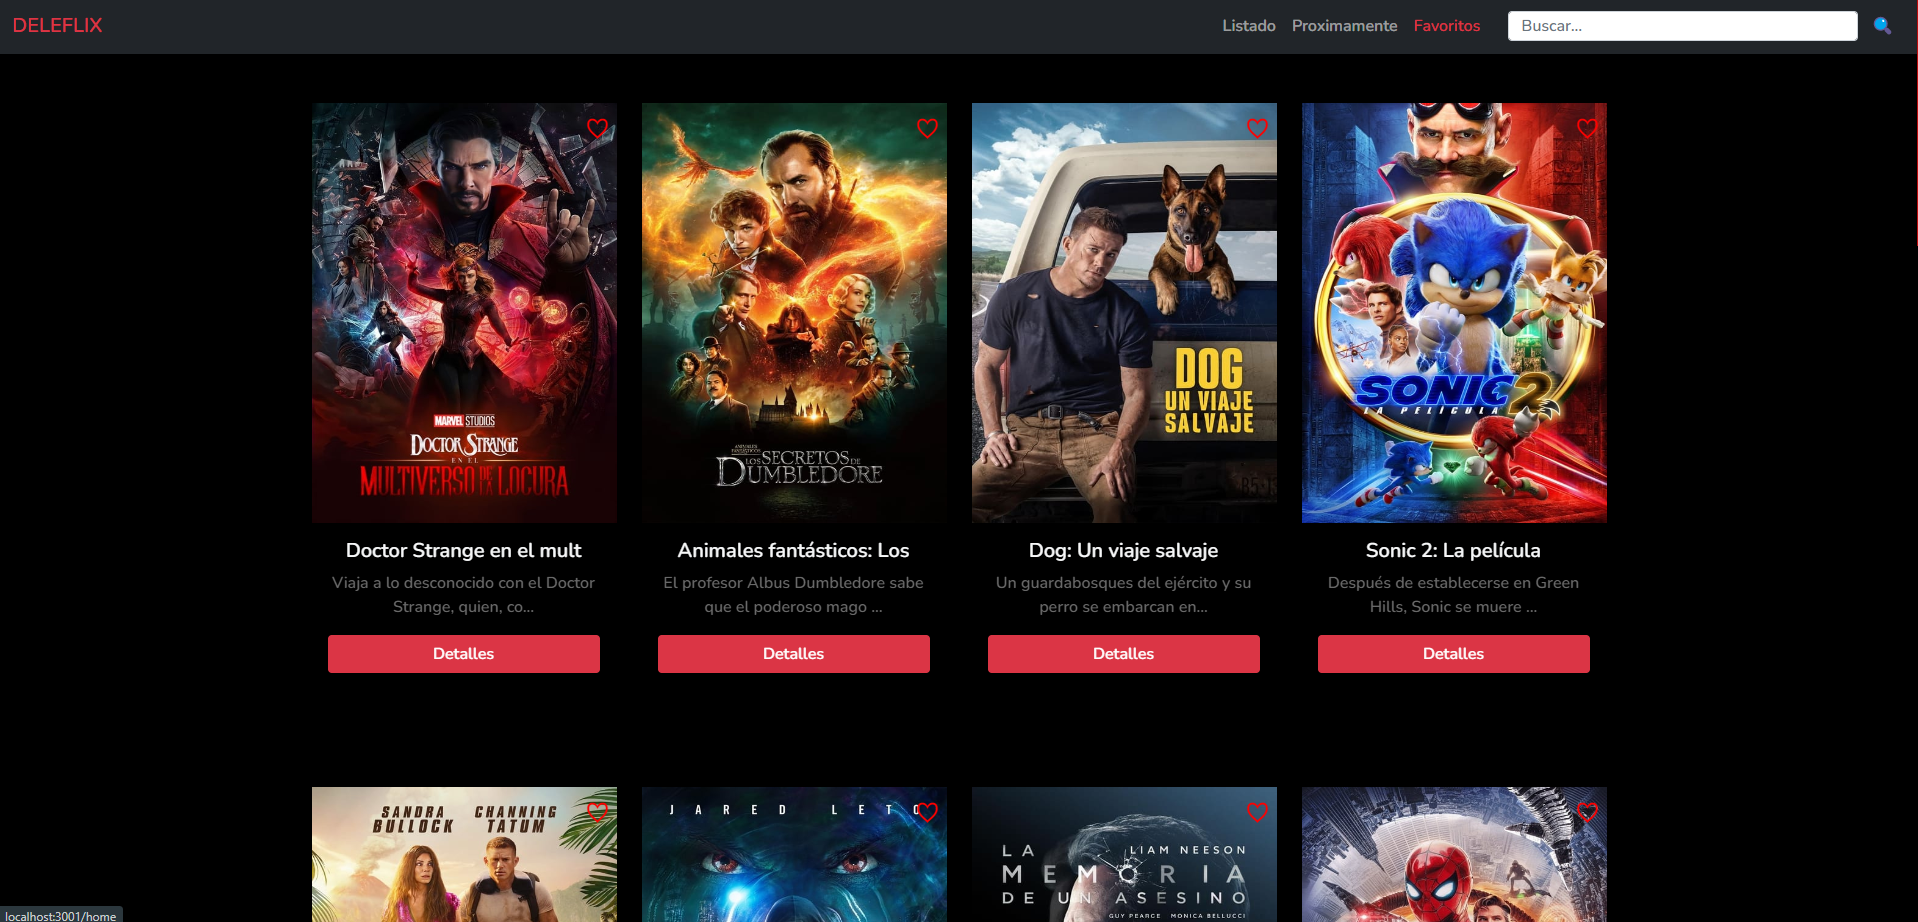 DELEFLIX
Listado
Proximamente
Favoritos
Buscar...
MARVEL STUDIOS
DOCTOR STRANGE
EN EL
MULTIVERSO DE LA LOCURA
ANIMALES
FANTÁSTICOS
LOS SECRETOS DE
DUMBLEDORE
DOG
UN VIAJE
SALVAJE
SONIC 2
LA PELÍCULA
Doctor Strange en el mult
Viaja a lo desconocido con el Doctor
Strange, quien, co...
Detalles
Animales fantásticos: Los
El profesor Albus Dumbledore sabe
que el poderoso mago ...
Detalles
Dog: Un viaje salvaje
Un guardabosques del ejército y su
perro se embarcan en...
Detalles
Sonic 2: La película
Después de establecerse en Green
Hills, Sonic se muere ...
Detalles
SANDRA
BULLOCK
CHANNING
TATUM
JARED LETO
LIAM NEESON
LA
MEMORIA
DE UN ASESINO
GUY PEARCE MONICA BELLUCCI
localhost:3001/home